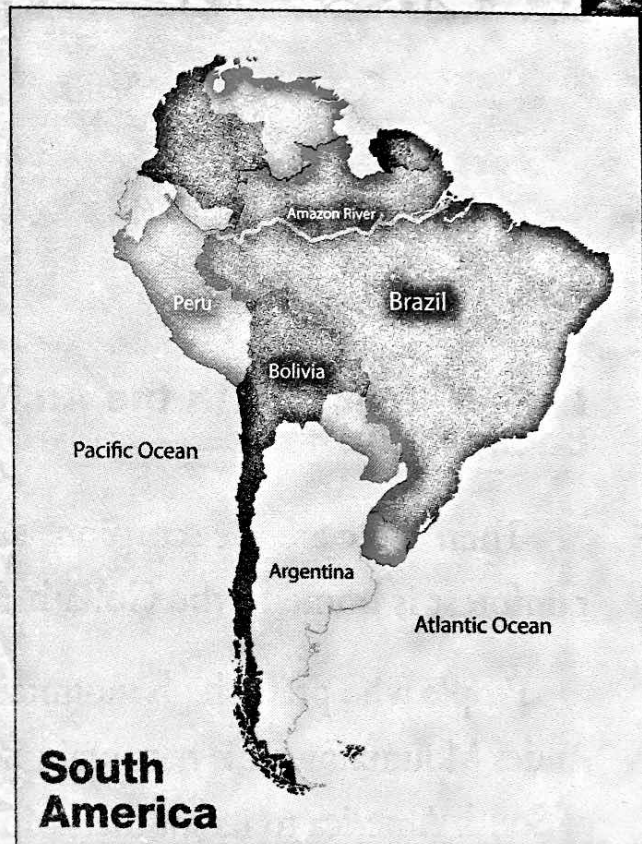 Amazon River
Peru
Brazil
Bolivia
Pacific Ocean
Argentina
Atlantic Ocean
South
America